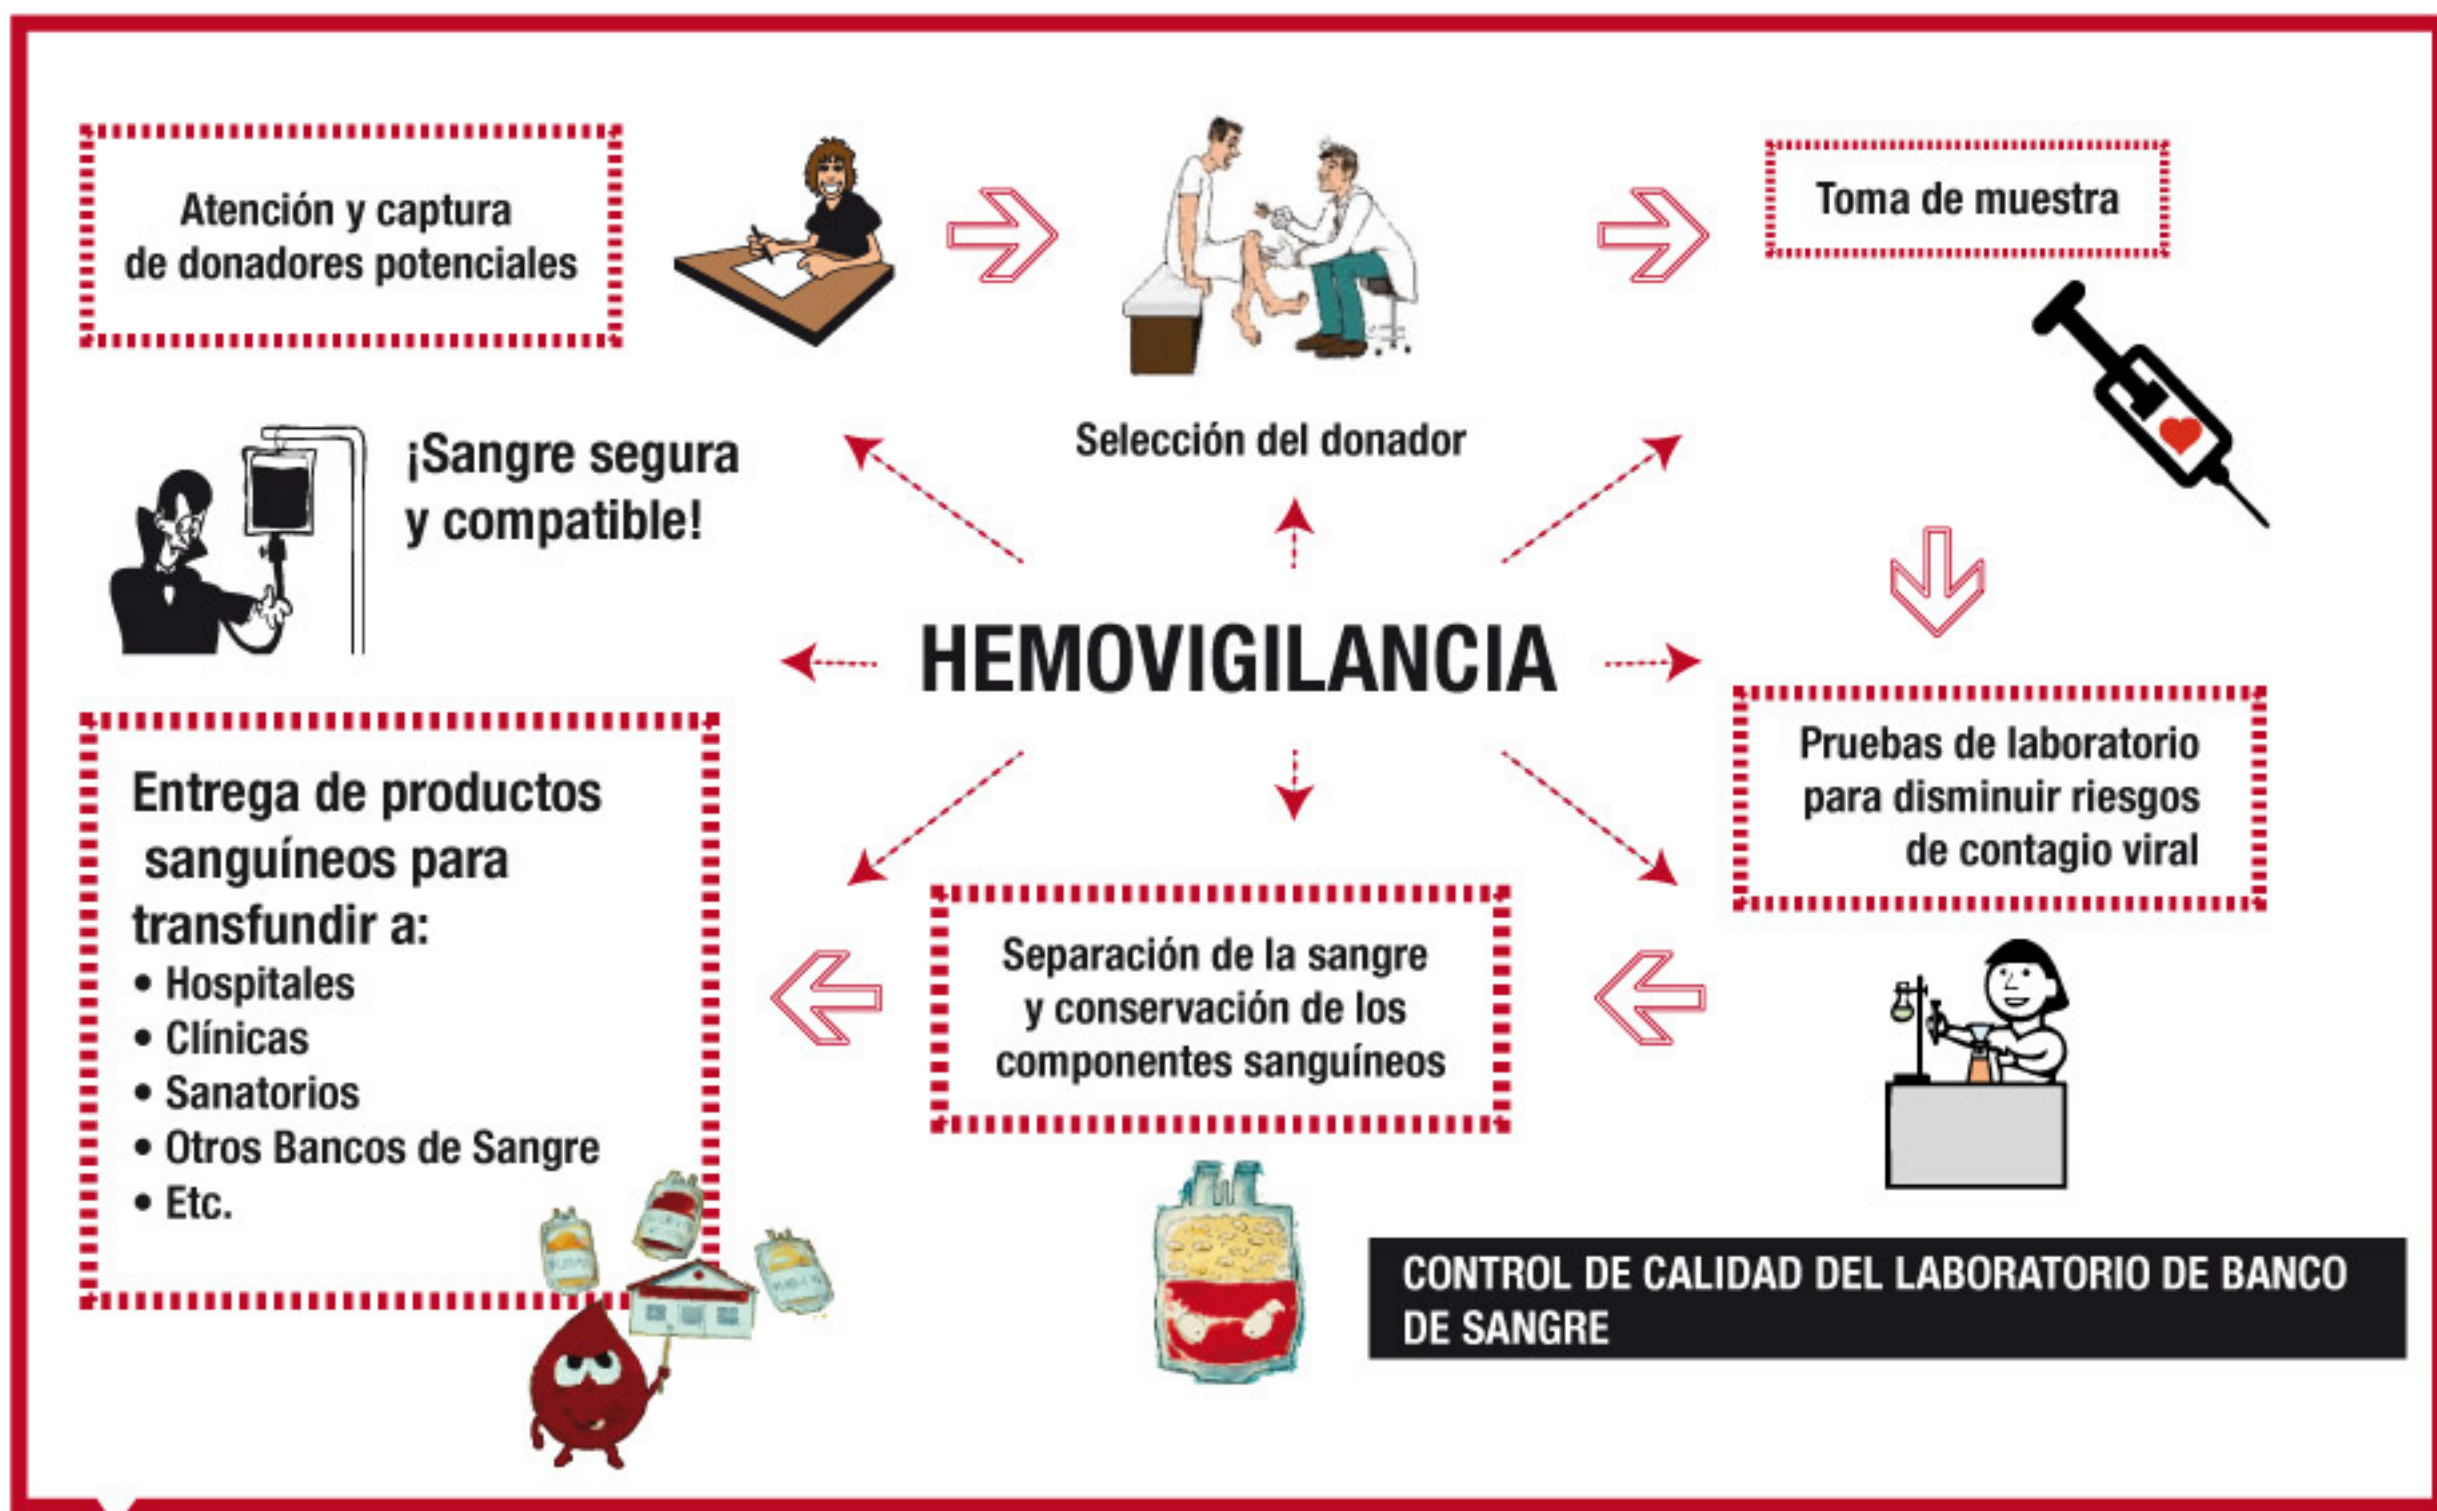 Atención y captura
de donadores potenciales
Selección del donador
Toma de muestra
¡Sangre segura
y compatible!
HEMOVIGILANCIA
Pruebas de laboratorio
para disminuir riesgos
de contagio viral
Separación de la sangre
y conservación de los
componentes sanguíneos
Entrega de productos
sanguíneos para
transfundir a:
• Hospitales
• Clínicas
• Sanatorios
• Otros Bancos de Sangre
• Etc.
CONTROL DE CALIDAD DEL LABORATORIO DE BANCO
DE SANGRE